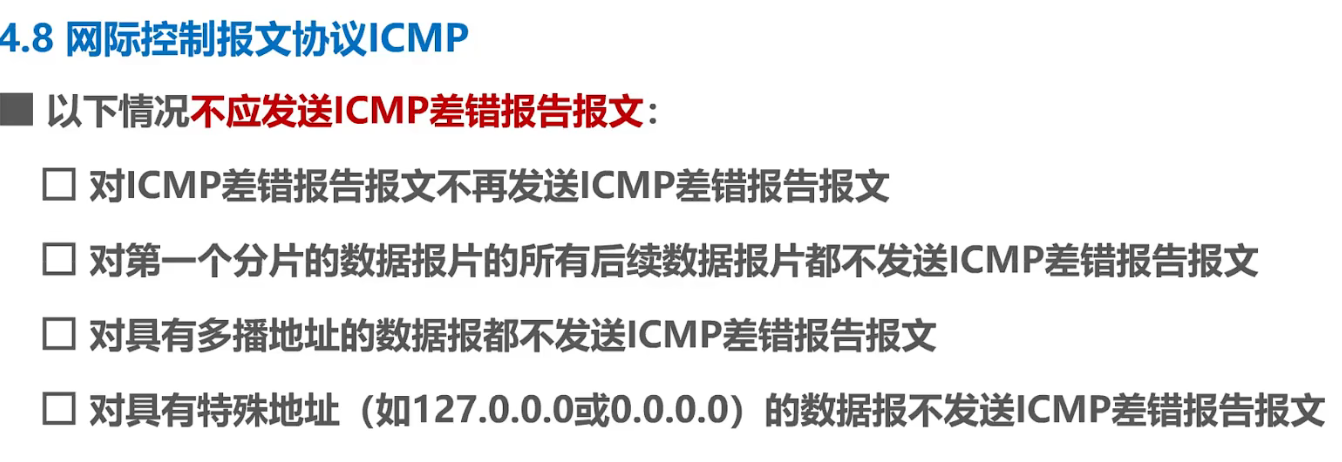 4.8 网际控制报文协议ICMP
以下情况不应发送ICMP差错报告报文：
对ICMP差错报告报文不再发送ICMP差错报告报文
对第一个分片的数据报片的所有后续数据报片都不发送ICMP差错报告报文
对具有多播地址的数据报都不发送ICMP差错报告报文
对具有特殊地址（如127.0.0.0或0.0.0.0）的数据报不发送ICMP差错报告报文